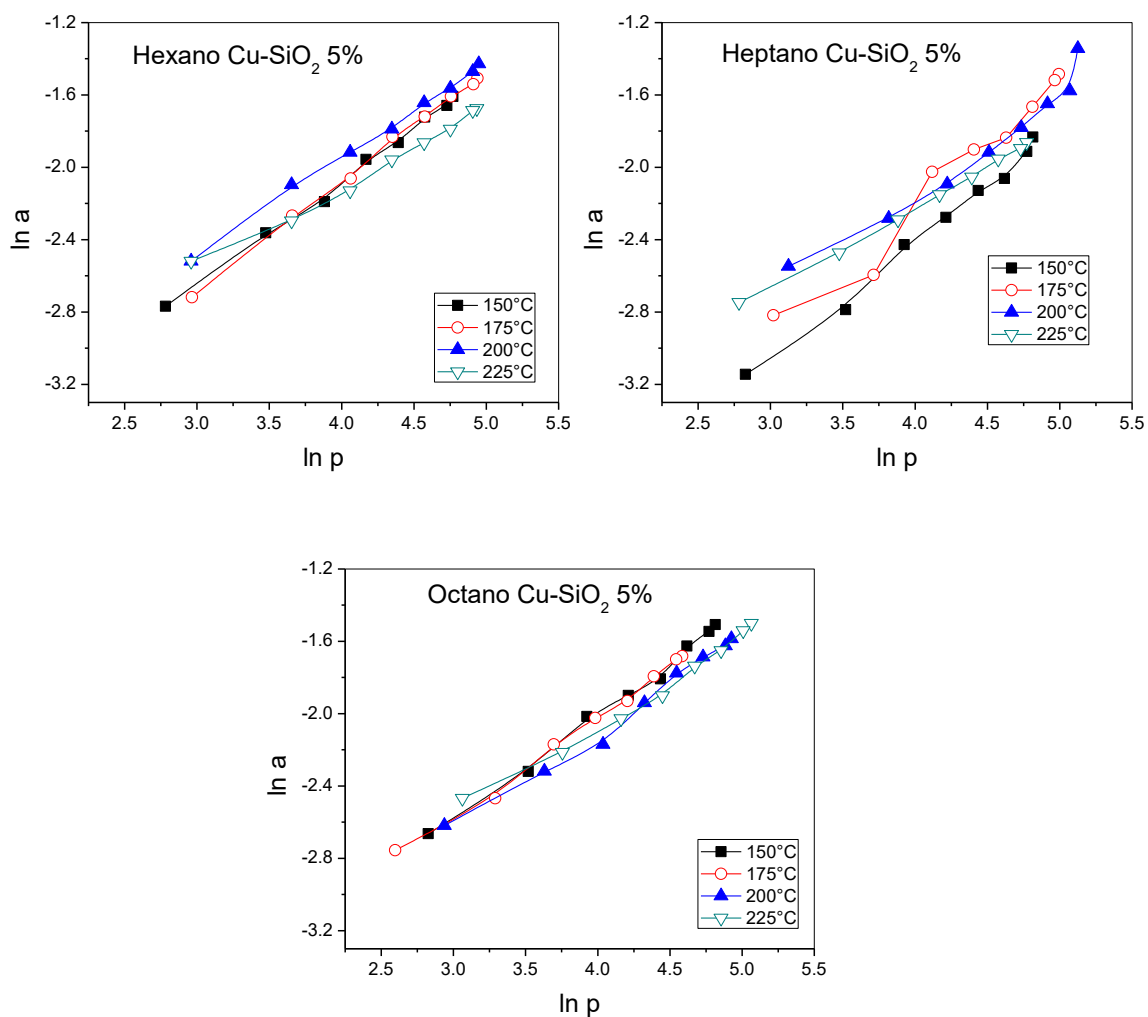 Hexano Cu-SiO2 5%
-1.2
-1.6
-2.0
-2.4
-2.8
-3.2
ln a
2.5 3.0 3.5 4.0 4.5 5.0 5.5
ln p
150°C
175°C
200°C
225°C
Heptano Cu-SiO2 5%
-1.2
-1.6
-2.0
-2.4
-2.8
-3.2
ln a
2.5 3.0 3.5 4.0 4.5 5.0 5.5
ln p
150°C
175°C
200°C
225°C
Octano Cu-SiO2 5%
-1.2
-1.6
-2.0
-2.4
-2.8
-3.2
ln a
2.5 3.0 3.5 4.0 4.5 5.0 5.5
ln p
150°C
175°C
200°C
225°C